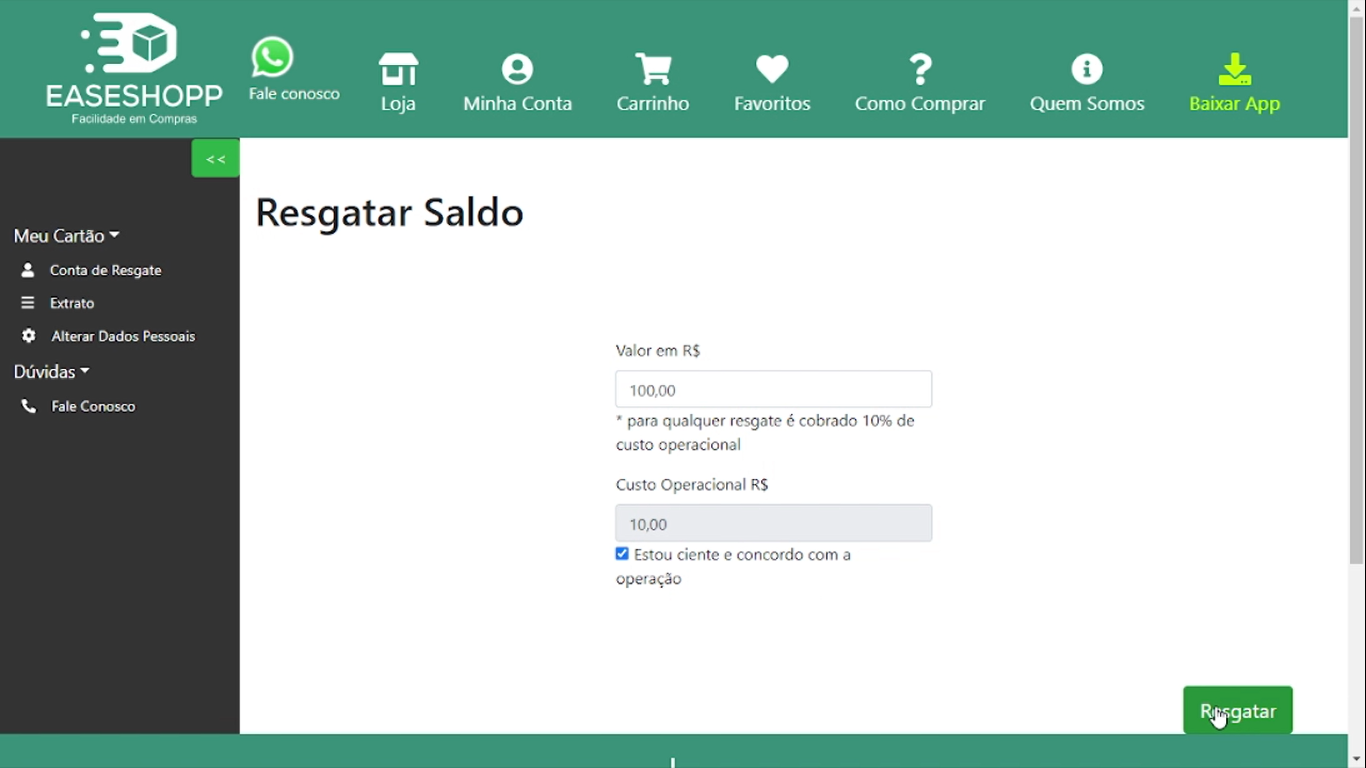 EASESHOPP
Facilidade em Compras
Fale conosco
Loja
Minha Conta
Carrinho
Favoritos
Como Comprar
Quem Somos
Baixar App
<<
Meu Cartão
Conta de Resgate
Extrato
Alterar Dados Pessoais
Dúvidas
Fale Conosco
Resgatar Saldo
Valor em R$
100,00
* para qualquer resgate é cobrado 10% de
custo operacional
Custo Operacional R$
10,00
Estou ciente e concordo com a
operação
Resgatar